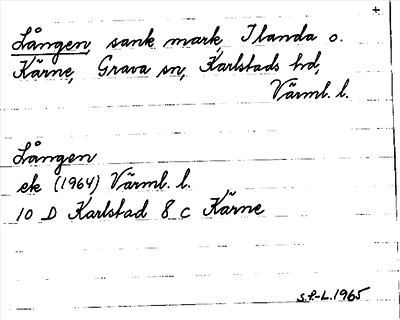 +
Lången, sank mark, Ilanda o.
Kärne, Grava sn, Karlstads hd,
Värml. l.
Lången
ek (1964) Värml. l.
10 D Karlstad 8 c Kärne
S.F-L. 1965